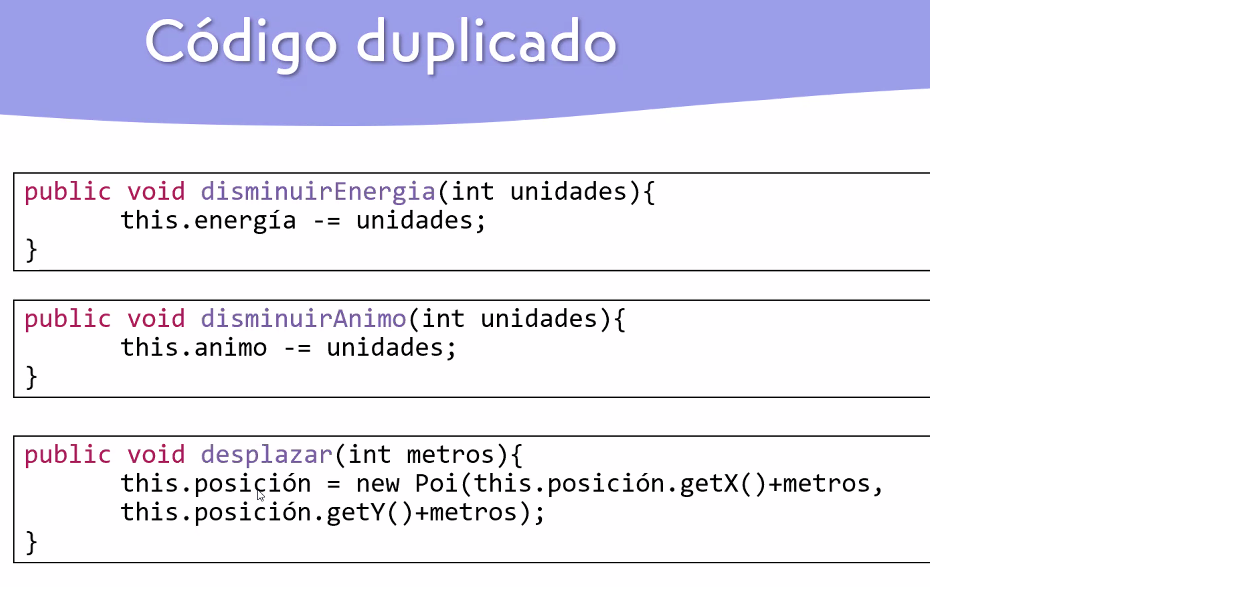 Código duplicado
public void disminuirEnergia(int unidades){
this.energía -= unidades;
}
public void disminuirAnimo(int unidades){
this.animo -= unidades;
}
public void desplazar(int metros){
this.posición = new Poi(this.posición.getX()+metros,
this.posición.getY()+metros);
}